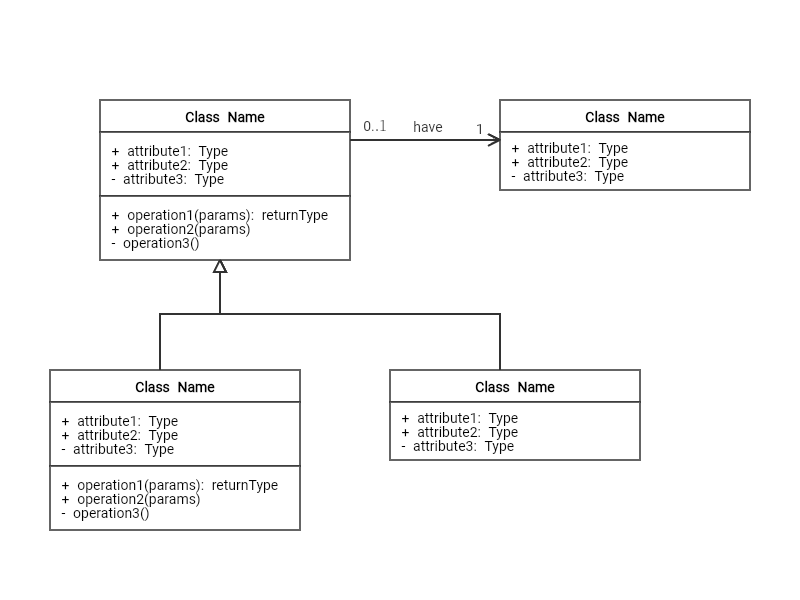 Class Name
+ attribute1: Type
+ attribute2: Type
- attribute3: Type
+ operation1(params): returnType
+ operation2(params)
- operation3()
0..1 have 1
Class Name
+ attribute1: Type
+ attribute2: Type
- attribute3: Type
Class Name
+ attribute1: Type
+ attribute2: Type
- attribute3: Type
+ operation1(params): returnType
+ operation2(params)
- operation3()
Class Name
+ attribute1: Type
+ attribute2: Type
- attribute3: Type